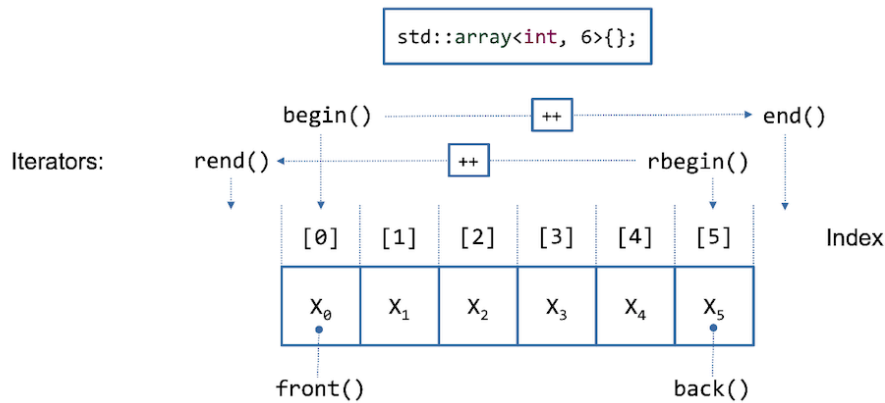 std::array<int, 6>{};
begin() ++ end()
Iterators: rend() ++ rbegin()
[0] [1] [2] [3] [4] [5] Index
X₀ X₁ X₂ X₃ X₄ X₅
front() back()